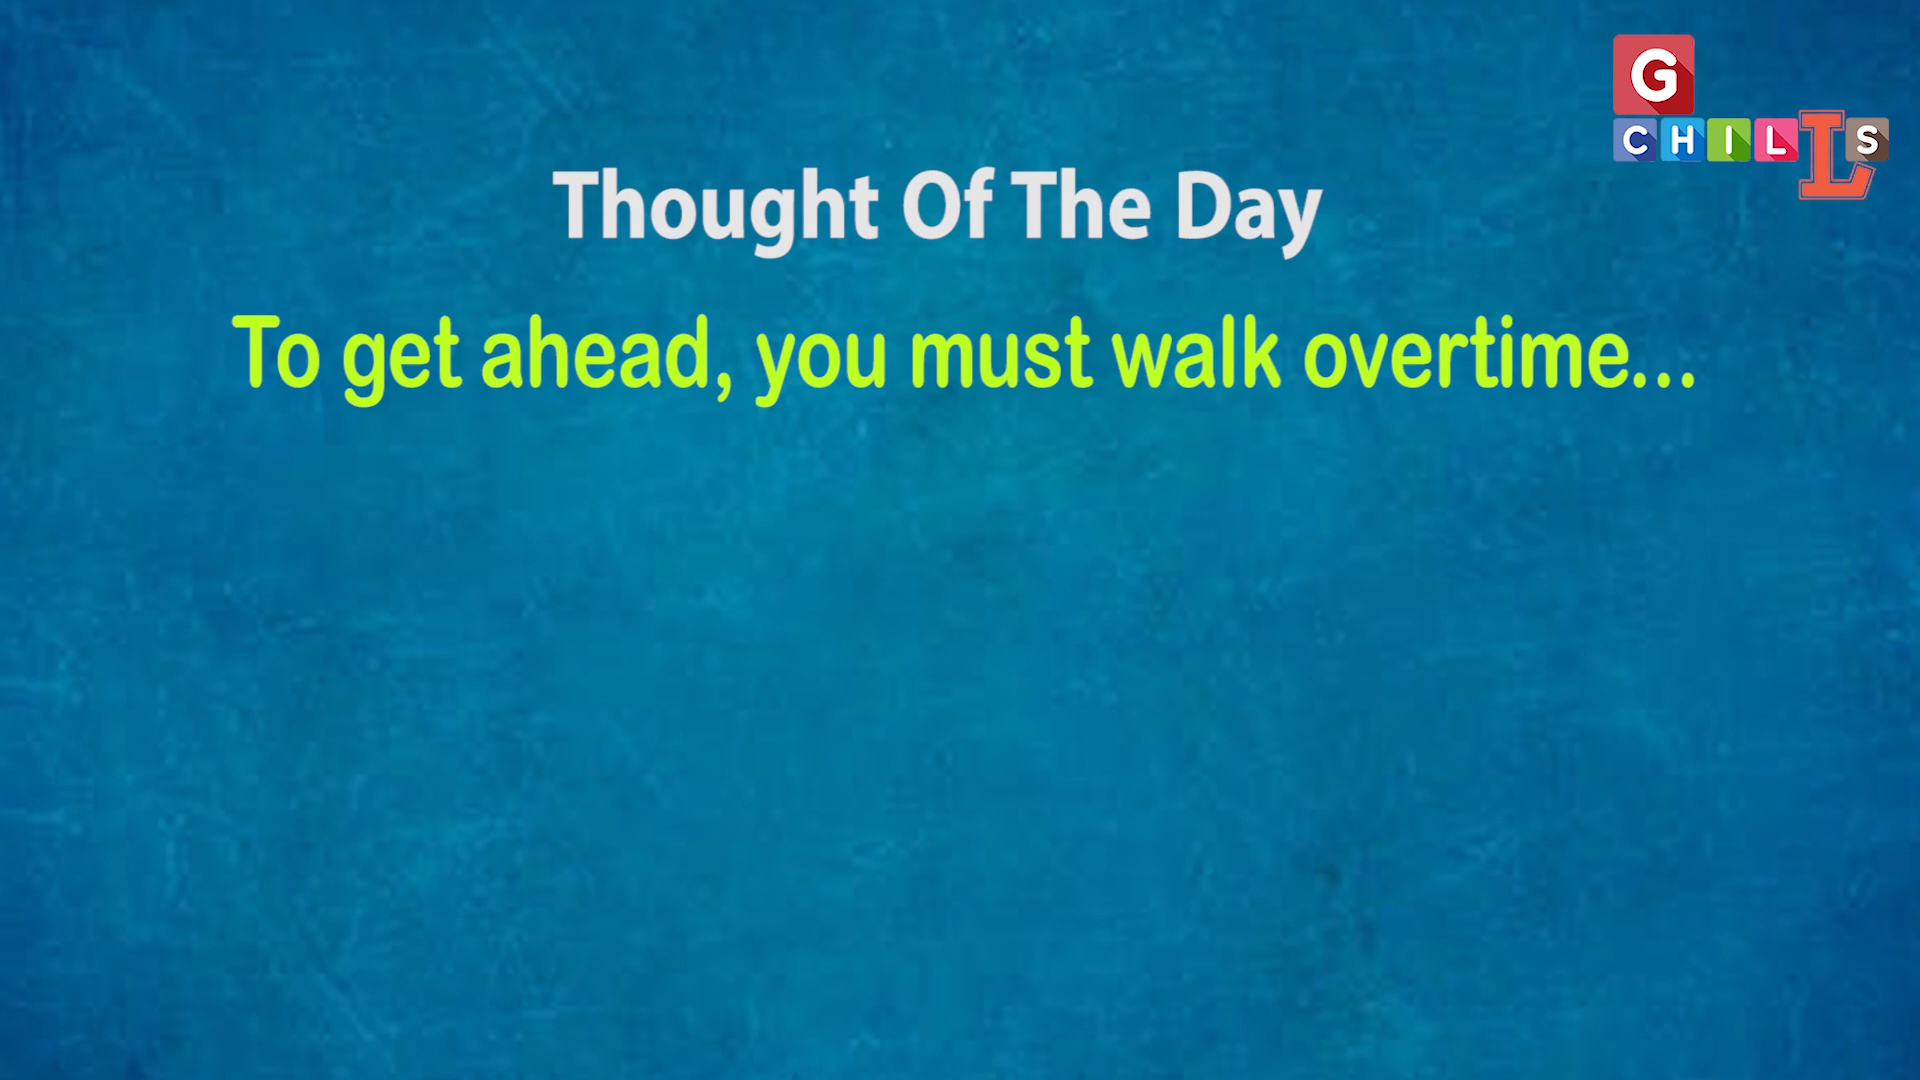 G
CHILLS
Thought Of The Day
To get ahead, you must walk overtime...